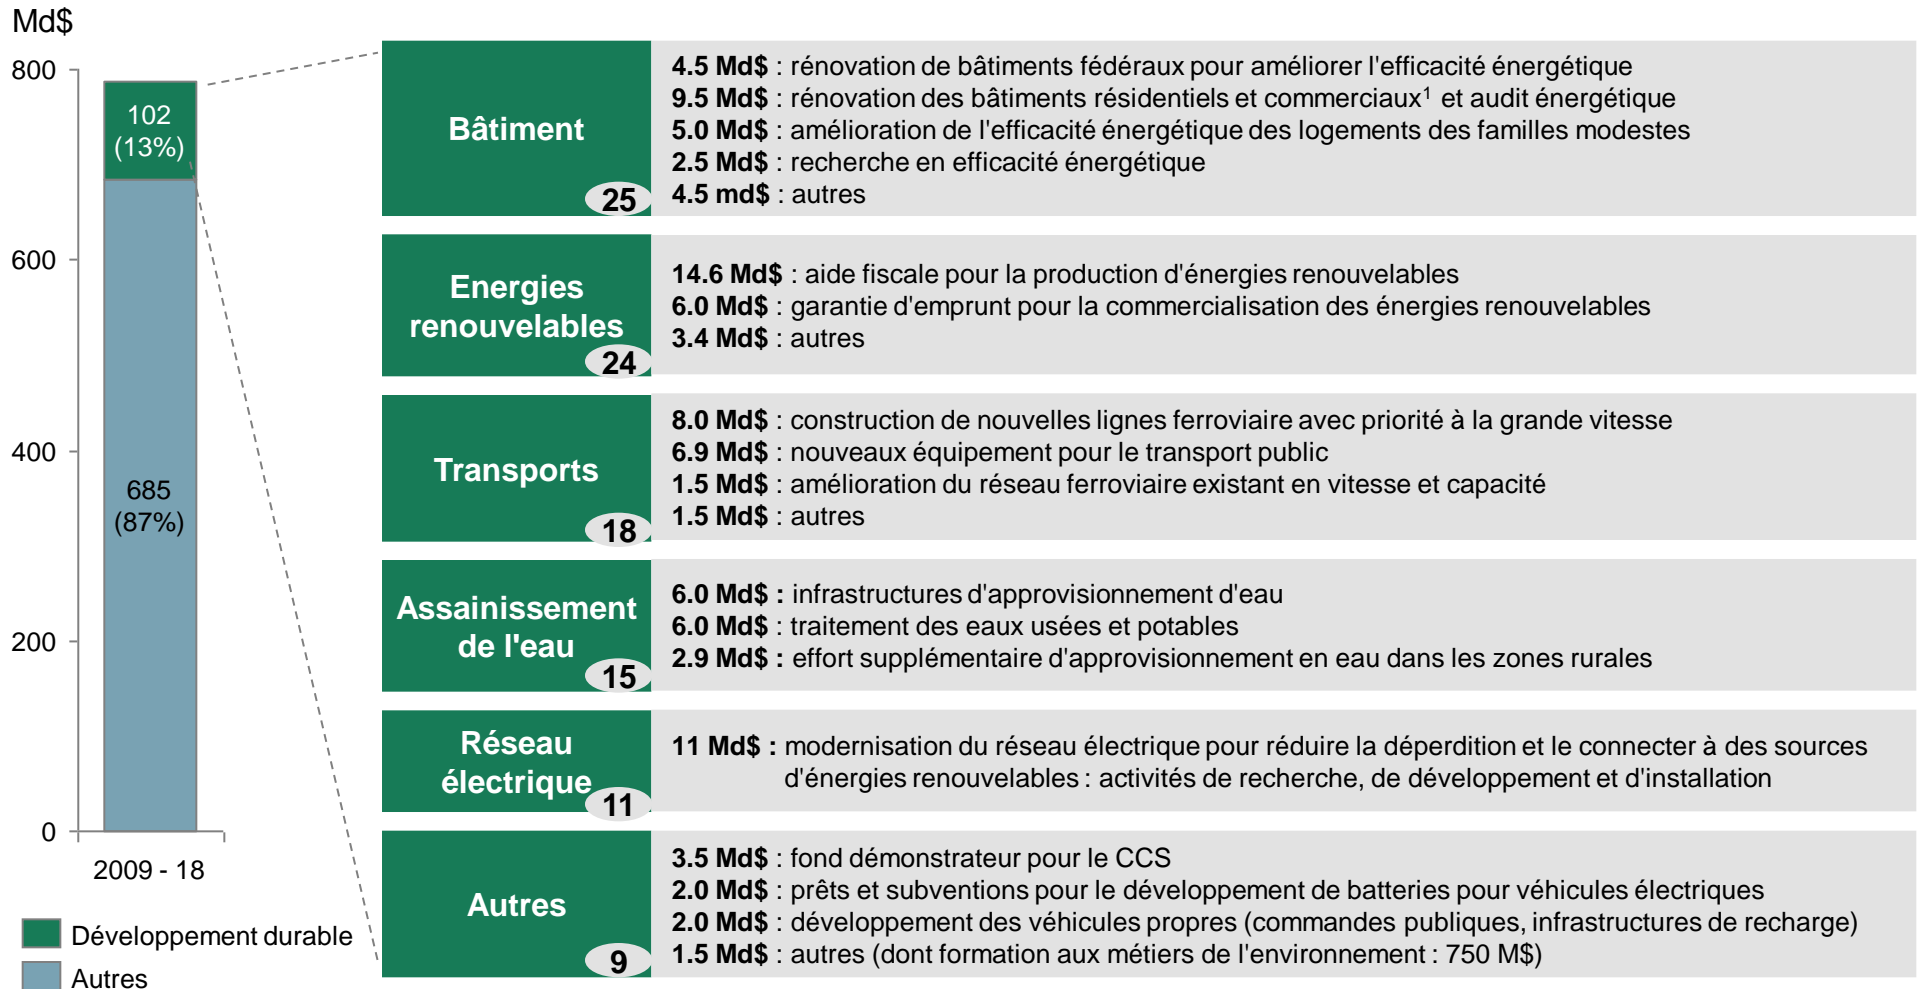 Md$
800
600
400
200
0
102
(13%)
685
(87%)
2009 - 18
Développement durable
Autres
Bâtiment
25
4.5 Md$ : rénovation de bâtiments fédéraux pour améliorer l'efficacité énergétique
9.5 Md$ : rénovation des bâtiments résidentiels et commerciaux¹ et audit énergétique
5.0 Md$ : amélioration de l'efficacité énergétique des logements des familles modestes
2.5 Md$ : recherche en efficacité énergétique
4.5 md$ : autres
Energies
renouvelables
24
14.6 Md$ : aide fiscale pour la production d'énergies renouvelables
6.0 Md$ : garantie d'emprunt pour la commercialisation des énergies renouvelables
3.4 Md$ : autres
Transports
18
8.0 Md$ : construction de nouvelles lignes ferroviaire avec priorité à la grande vitesse
6.9 Md$ : nouveaux équipement pour le transport public
1.5 Md$ : amélioration du réseau ferroviaire existant en vitesse et capacité
1.5 Md$ : autres
Assainissement
de l'eau
15
6.0 Md$ : infrastructures d'approvisionnement d'eau
6.0 Md$ : traitement des eaux usées et potables
2.9 Md$ : effort supplémentaire d'approvisionnement en eau dans les zones rurales
Réseau
électrique
11
11 Md$ : modernisation du réseau électrique pour réduire la déperdition et le connecter à des sources
d'énergies renouvelables : activités de recherche, de développement et d'installation
Autres
9
3.5 Md$ : fond démonstrateur pour le CCS
2.0 Md$ : prêts et subventions pour le développement de batteries pour véhicules électriques
2.0 Md$ : développement des véhicules propres (commandes publiques, infrastructures de recharge)
1.5 Md$ : autres (dont formation aux métiers de l'environnement : 750 M$)